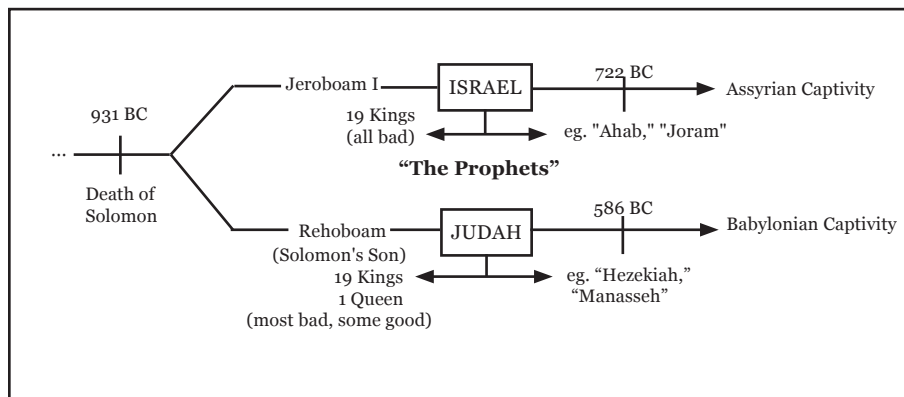 931 BC
...
Death of
Solomon
Jeroboam I
ISRAEL
722 BC
Assyrian Captivity
19 Kings
(all bad)
eg. "Ahab," "Joram"
“The Prophets”
Rehoboam
(Solomon's Son)
JUDAH
586 BC
Babylonian Captivity
19 Kings
1 Queen
(most bad, some good)
eg. “Hezekiah,”
“Manasseh”